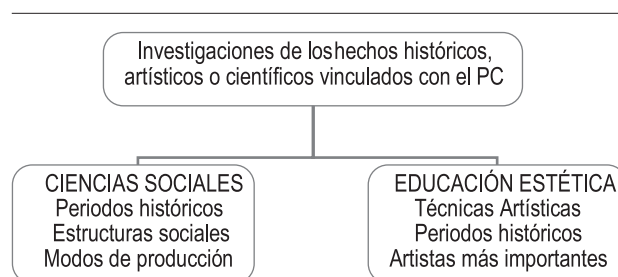 Investigaciones de loshechos históricos,
artísticos o científicos vinculados con el PC
CIENCIAS SOCIALES
Periodos históricos
Estructuras sociales
Modos de producción
EDUCACIÓN ESTÉTICA
Técnicas Artísticas
Periodos históricos
Artistas más importantes